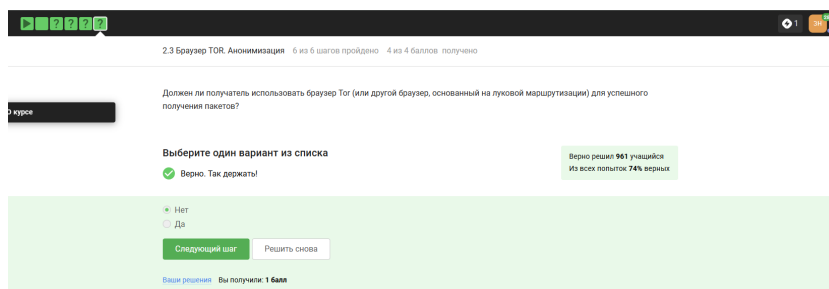 ? ? ? ?
1
ЗН
2.3 Браузер TOR. Анонимизация 6 из 6 шагов пройдено 4 из 4 баллов получено
Должен ли получатель использовать браузер Tor (или другой браузер, основанный на луковой маршрутизации) для успешного
получения пакетов?
О курсе
Выберите один вариант из списка
Верно решил 961 учащийся
Из всех попыток 74% верных
Верно. Так держать!
Нет
Да
Следующий шаг Решить снова
Ваши решения Вы получили: 1 балл